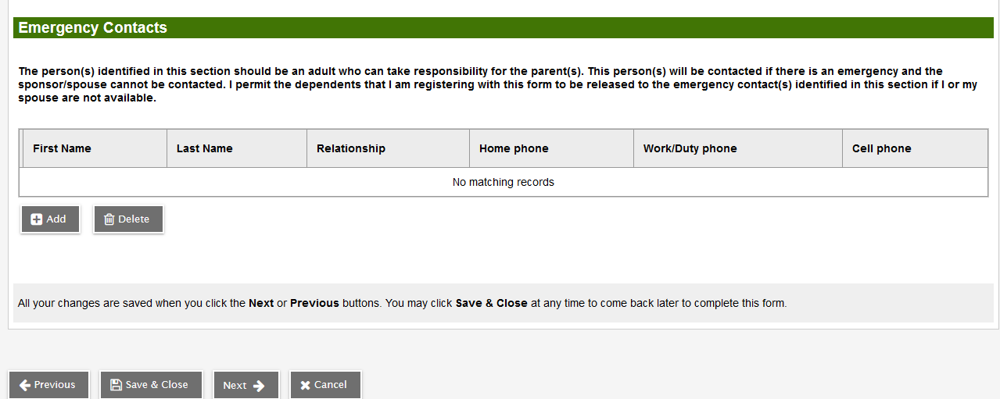 Emergency Contacts
The person(s) identified in this section should be an adult who can take responsibility for the parent(s). This person(s) will be contacted if there is an emergency and the
sponsor/spouse cannot be contacted. I permit the dependents that I am registering with this form to be released to the emergency contact(s) identified in this section if I or my
spouse are not available.
First Name Last Name Relationship Home phone Work/Duty phone Cell phone
No matching records
Add Delete
All your changes are saved when you click the Next or Previous buttons. You may click Save & Close at any time to come back later to complete this form.
Previous Save & Close Next Cancel